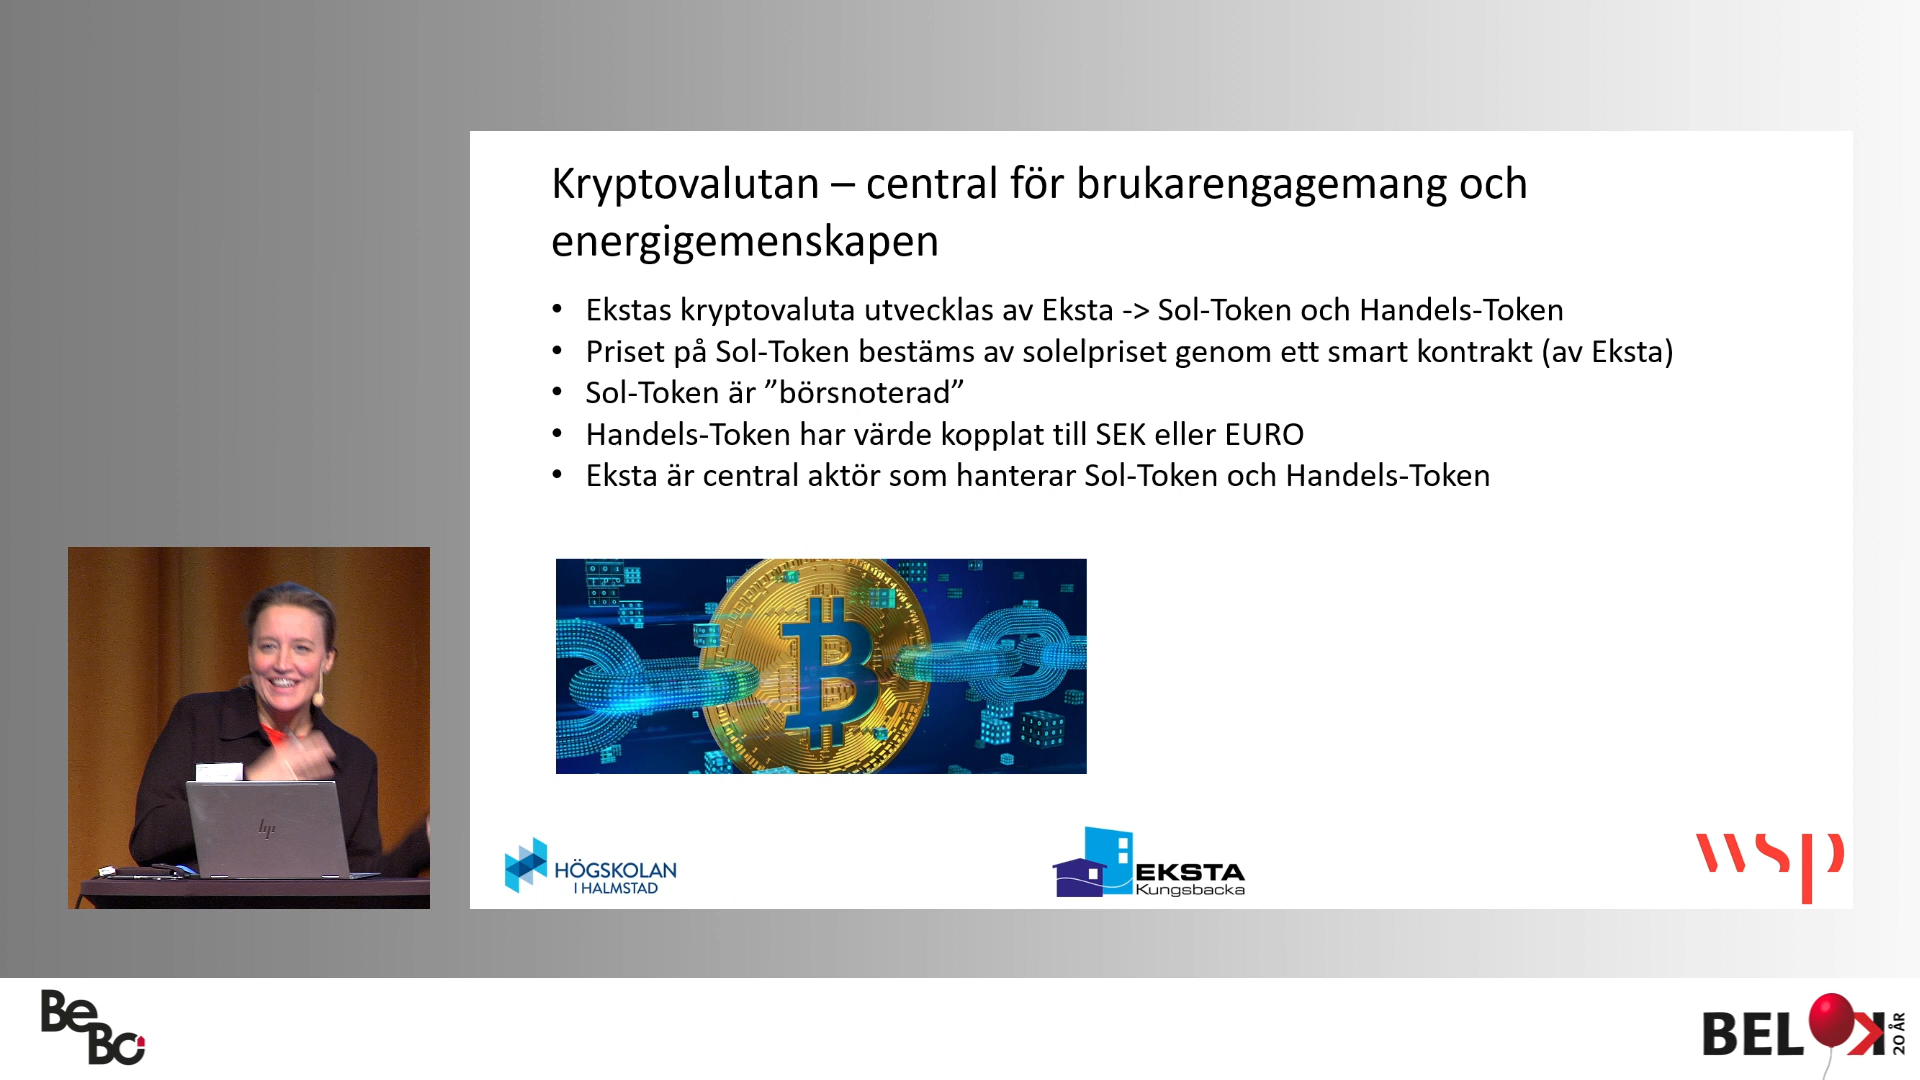 Kryptovalutan – central för brukarengagemang och
energigemenskapen
• Ekstas kryptovaluta utvecklas av Eksta -> Sol-Token och Handels-Token
• Priset på Sol-Token bestäms av solelpriset genom ett smart kontrakt (av Eksta)
• Sol-Token är ”börsnoterad”
• Handels-Token har värde kopplat till SEK eller EURO
• Eksta är central aktör som hanterar Sol-Token och Handels-Token
hp
HÖGSKOLAN
I HALMSTAD
EKSTA
Kungsbacka
wsp
BeBo
BELOK
20 ÅR